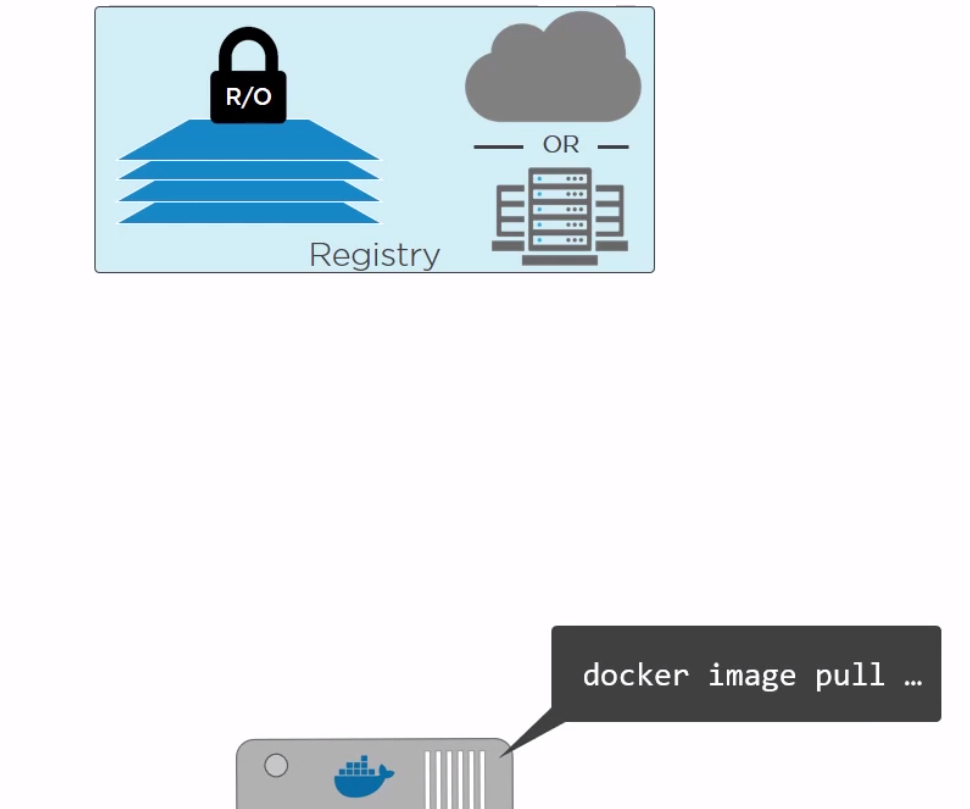 R/O
OR
Registry
docker image pull …